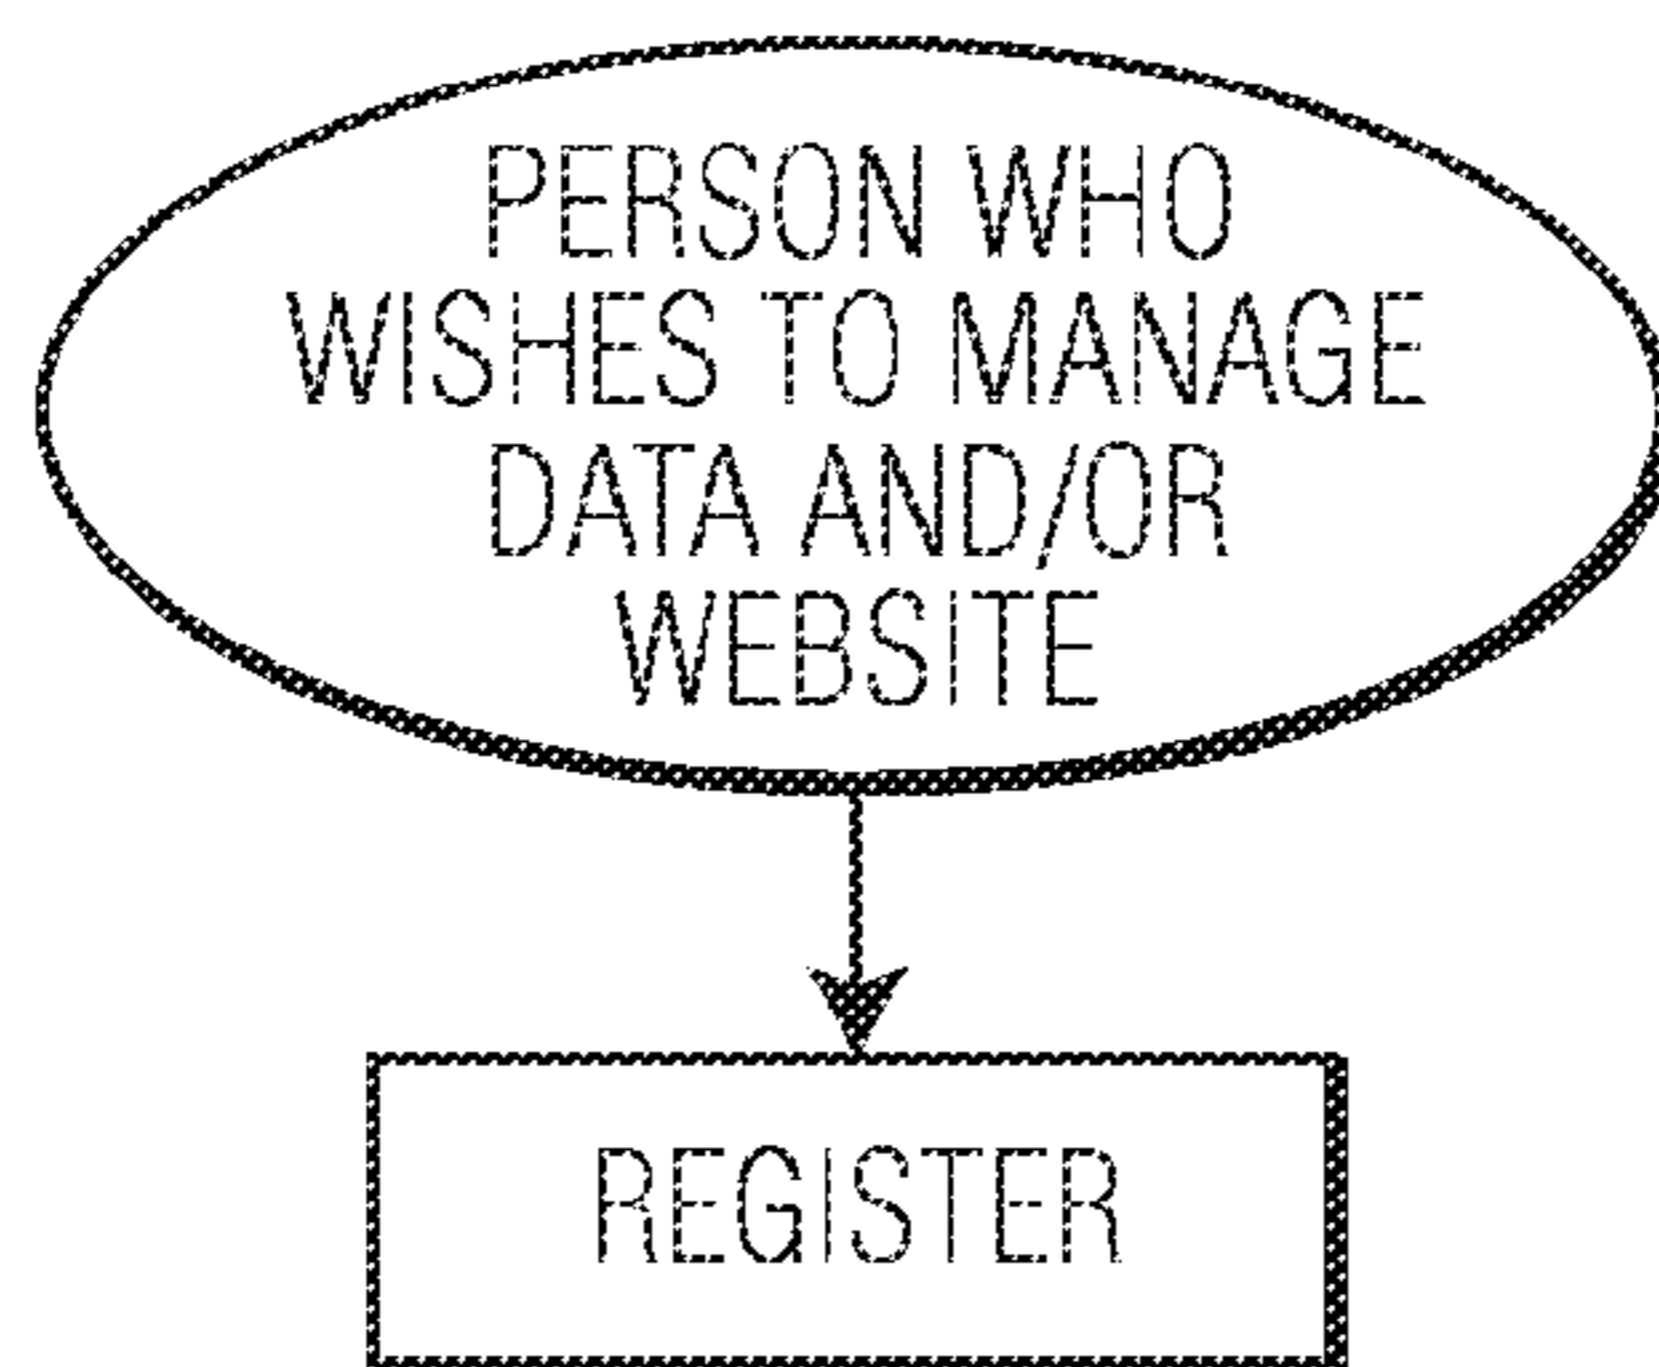 PERSON WHO
WISHES TO MANAGE
DATA AND/OR
WEBSITE
REGISTER